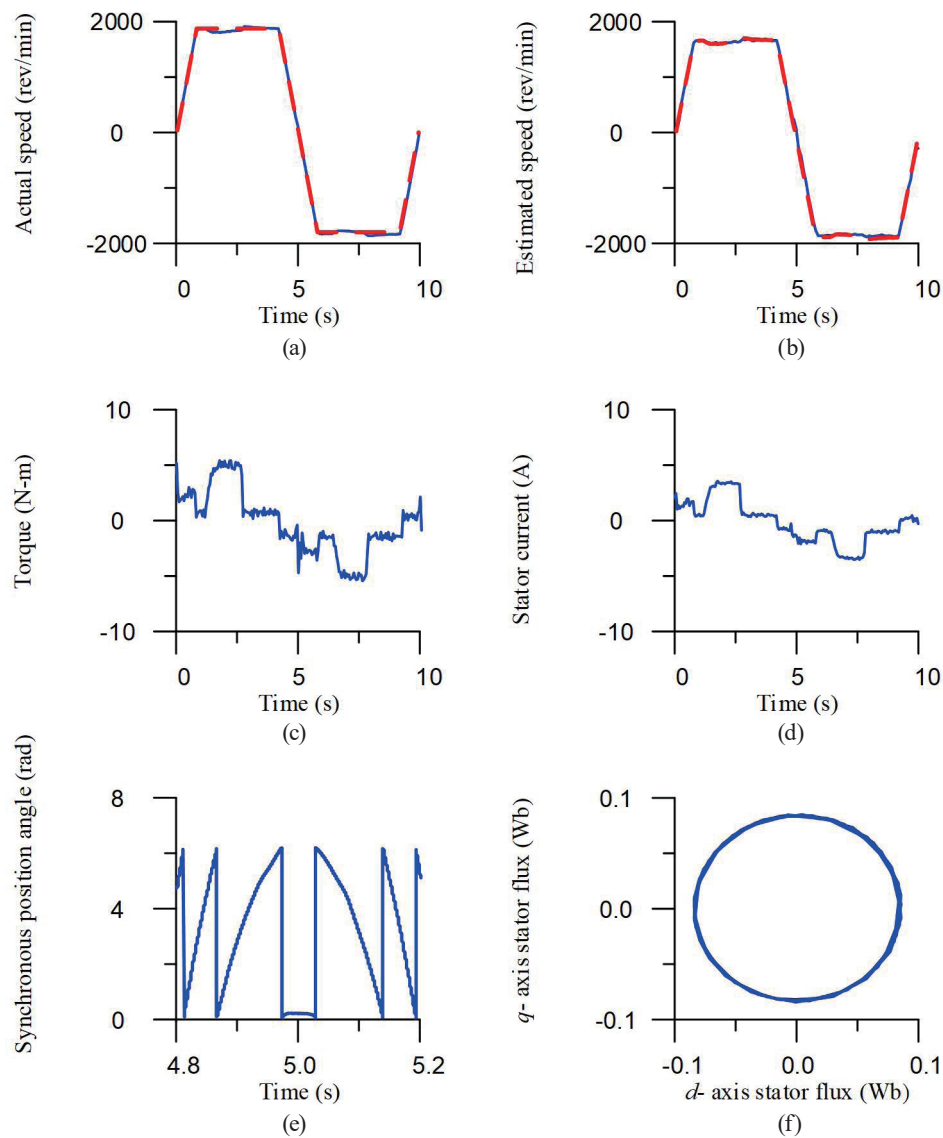 Actual speed (rev/min)
2000
0
-2000
0 5 10
Time (s)
(a)
Estimated speed (rev/min)
2000
0
-2000
0 5 10
Time (s)
(b)
Torque (N-m)
10
0
-10
0 5 10
Time (s)
(c)
Stator current (A)
10
0
-10
0 5 10
Time (s)
(d)
Synchronous position angle (rad)
8
4
0
4.8 5.0 5.2
Time (s)
(e)
q- axis stator flux (Wb)
0.1
0.0
-0.1
-0.1 0.0 0.1
d- axis stator flux (Wb)
(f)